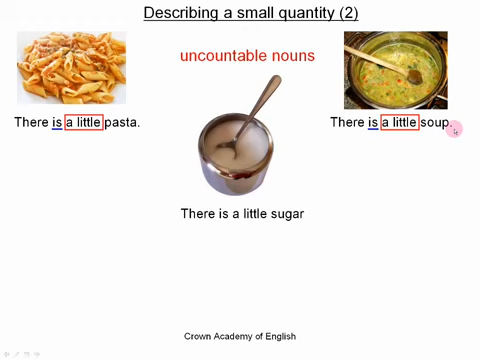 Describing a small quantity (2)
uncountable nouns
There is a little pasta.
There is a little soup.
There is a little sugar
Crown Academy of English